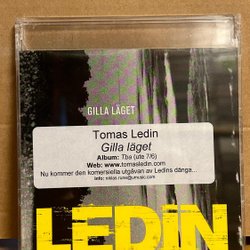 GILLA LÄGET
Tomas Ledin
Gilla läget
Album: Tba (ute 7/6)
Web: www.tomasledin.com
Nu kommer den komersiella utgåvan av Ledins dänga...
LEDiN